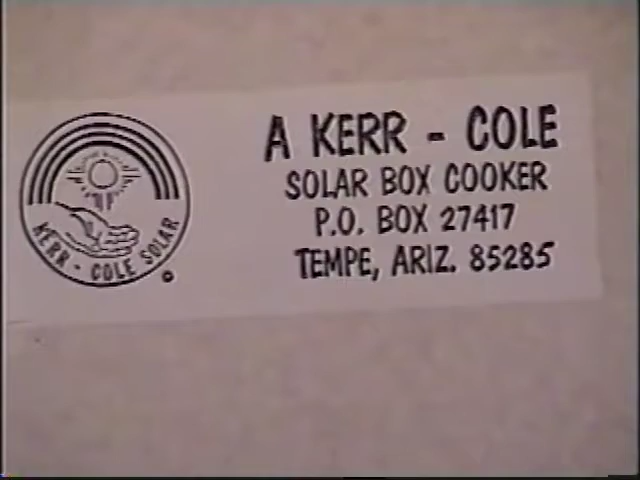 KERR - COLE SOLAR
A KERR - COLE
SOLAR BOX COOKER
P.O. BOX 27417
TEMPE, ARIZ. 85285